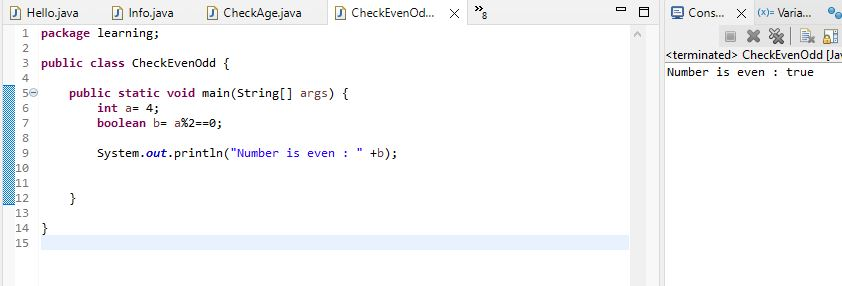 Hello.java Info.java CheckAge.java CheckEvenOd... »8
1 package learning;
2
3 public class CheckEvenOdd {
4
5 public static void main(String[] args) {
6 int a= 4;
7 boolean b= a%2==0;
8
9 System.out.println("Number is even : " +b);
10
11
12 }
13
14 }
15
Cons... (x)= Varia...
<terminated> CheckEvenOdd [Jav
Number is even : true